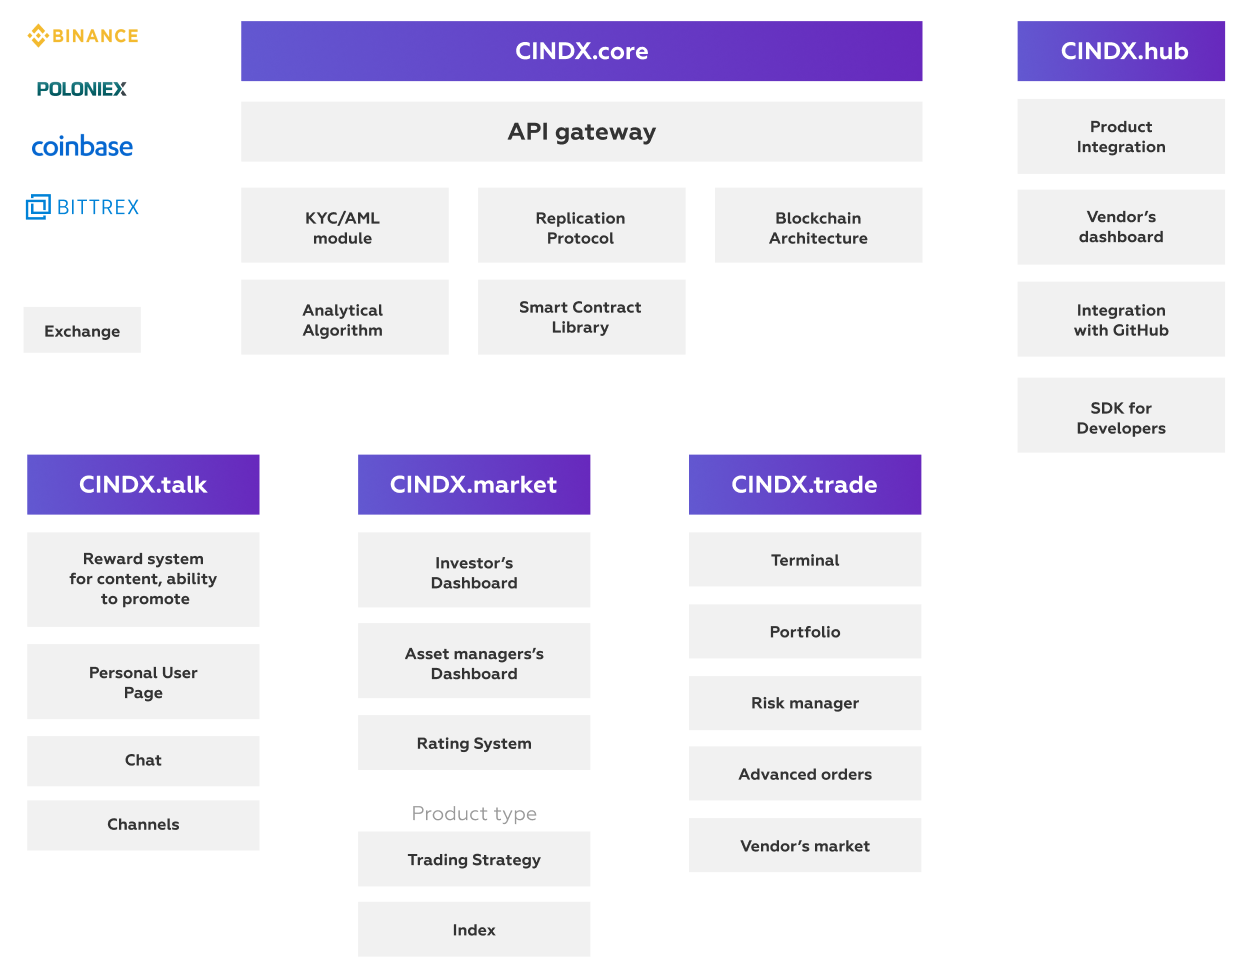 BINANCE
POLONIEX
coinbase
BITTREX
Exchange
CINDX.core
API gateway
KYC/AML
module
Replication
Protocol
Blockchain
Architecture
Analytical
Algorithm
Smart Contract
Library
CINDX.hub
Product
Integration
Vendor's
dashboard
Integration
with GitHub
SDK for
Developers
CINDX.talk
Reward system
for content, ability
to promote
Personal User
Page
Chat
Channels
CINDX.market
Investor's
Dashboard
Asset managers's
Dashboard
Rating System
Product type
Trading Strategy
Index
CINDX.trade
Terminal
Portfolio
Risk manager
Advanced orders
Vendor's market